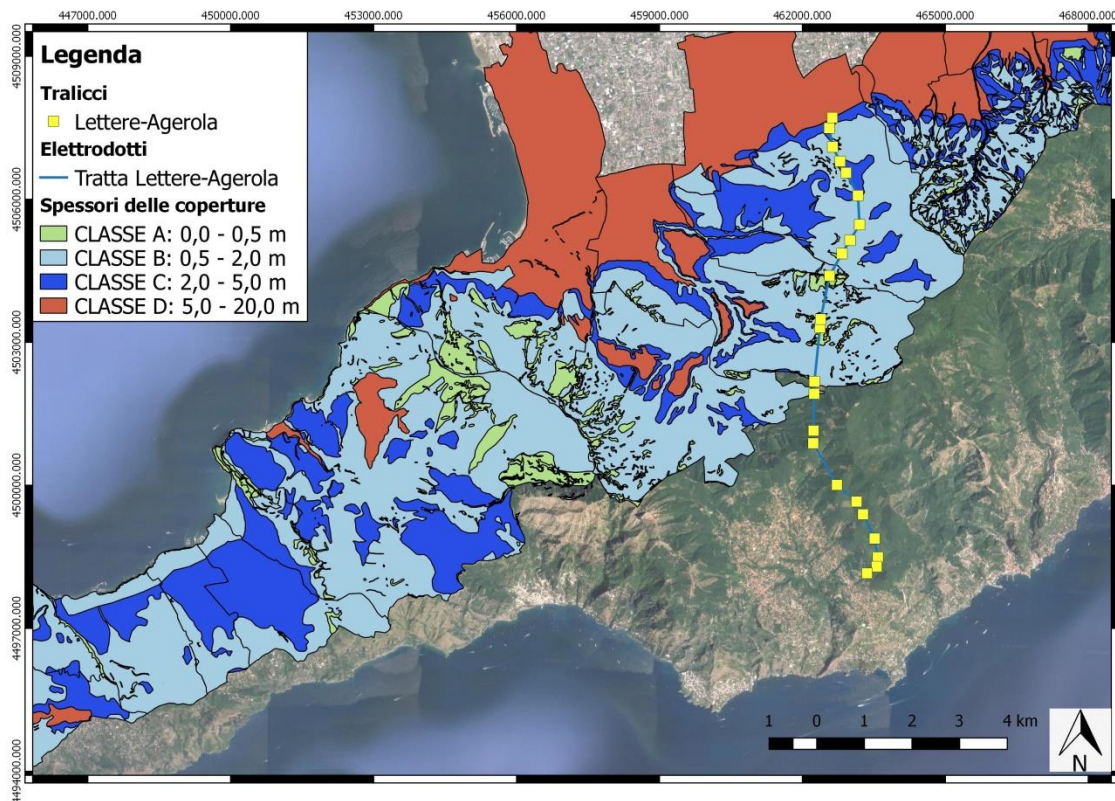 447000.000 450000.000 453000.000 456000.000 459000.000 462000.000 465000.000 468000.000
4509000.000
4506000.000
4503000.000
4500000.000
4497000.000
4494000.000
Legenda
Tralicci
Lettere-Agerola
Elettrodotti
Tratta Lettere-Agerola
Spessori delle coperture
CLASSE A: 0,0 - 0,5 m
CLASSE B: 0,5 - 2,0 m
CLASSE C: 2,0 - 5,0 m
CLASSE D: 5,0 - 20,0 m
1 0 1 2 3 4 km
N